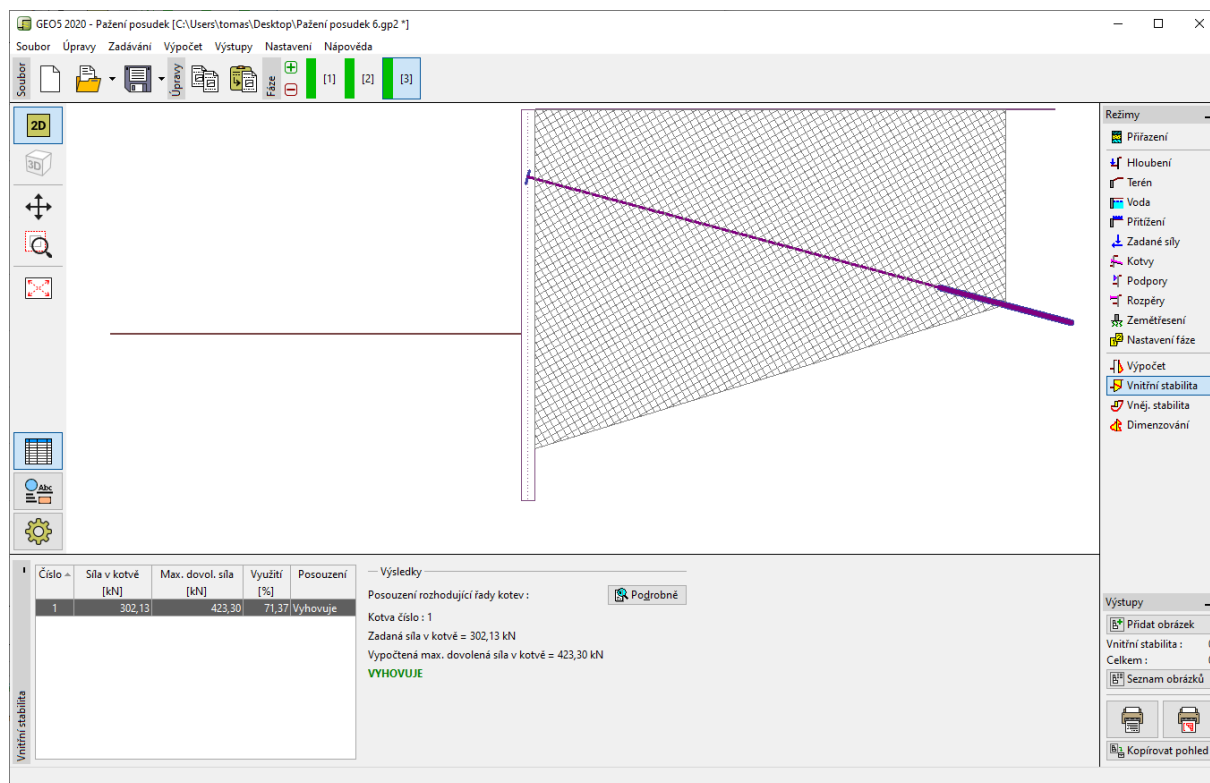 GEO5 2020 - Pažení posudek [C:\Users\tomas\Desktop\Pažení posudek 6.gp2 *]
Soubor Úpravy Zadávání Výpočet Výstupy Nastavení Nápověda
Soubor
Úpravy
Fáze
[1] [2] [3]
2D
3D
Abc
Režimy
Přiřazení
Hloubení
Terén
Voda
Přitížení
Zadané síly
Kotvy
Podpory
Rozpěry
Zemětřesení
Nastavení fáze
Výpočet
Vnitřní stabilita
Vněj. stabilita
Dimenzování
Vnitřní stabilita
Číslo Síla v kotvě Max. dovol. síla Využití Posouzení
[kN] [kN] [%]
1 302,13 423,30 71,37 Vyhovuje
Výsledky
Posouzení rozhodující řady kotev :
Podrobně
Kotva číslo : 1
Zadaná síla v kotvě = 302,13 kN
Vypočtená max. dovolená síla v kotvě = 423,30 kN
VYHOVUJE
Výstupy
Přidat obrázek
Vnitřní stabilita :
Celkem :
Seznam obrázků
Kopírovat pohled